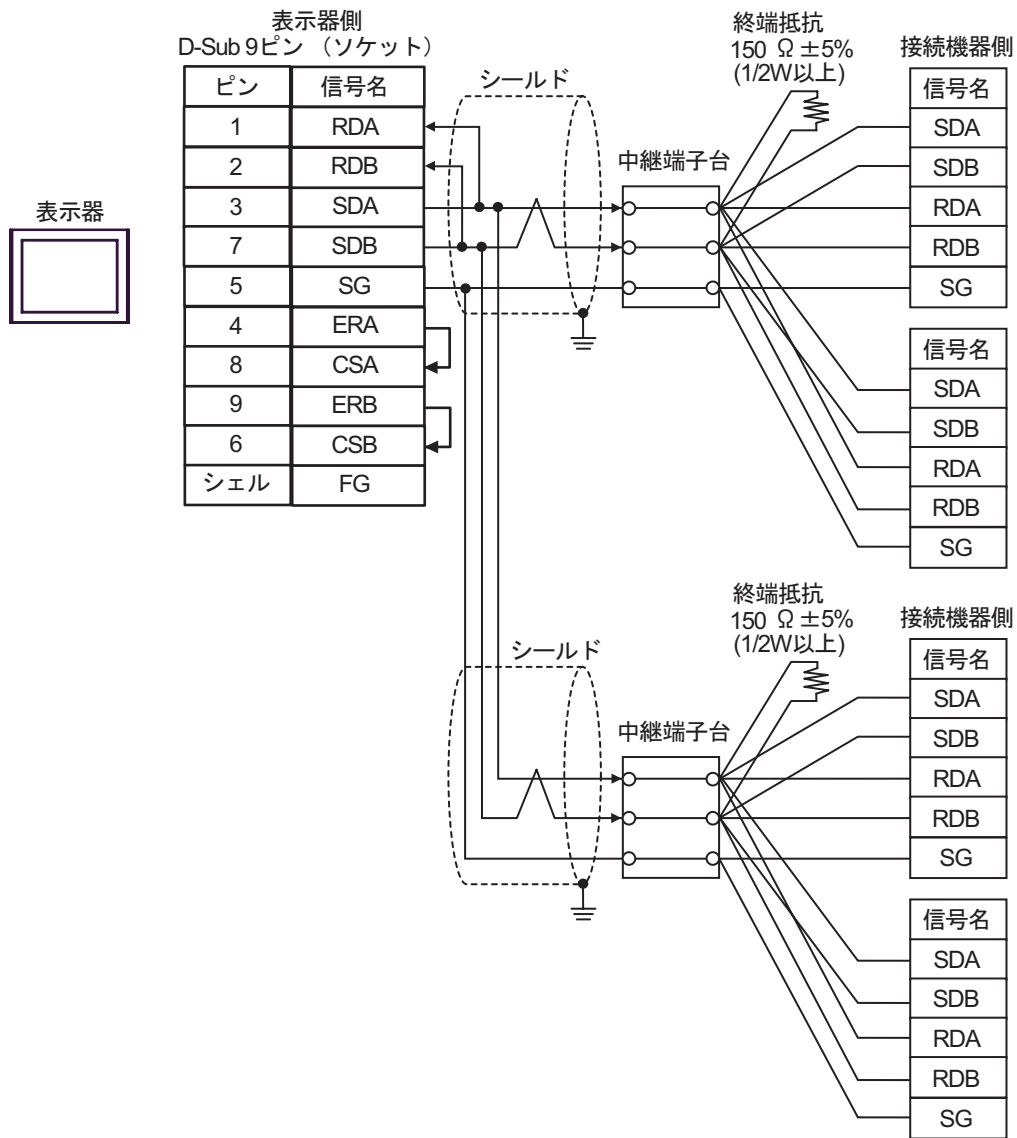 表示器
表示器側
D-Sub 9ピン （ソケット）
ピン 信号名
1 RDA
2 RDB
3 SDA
7 SDB
5 SG
4 ERA
8 CSA
9 ERB
6 CSB
シェル FG
シールド
中継端子台
終端抵抗
150 Ω ±5%
(1/2W以上)
接続機器側
信号名
SDA
SDB
RDA
RDB
SG
信号名
SDA
SDB
RDA
RDB
SG
シールド
中継端子台
終端抵抗
150 Ω ±5%
(1/2W以上)
接続機器側
信号名
SDA
SDB
RDA
RDB
SG
信号名
SDA
SDB
RDA
RDB
SG